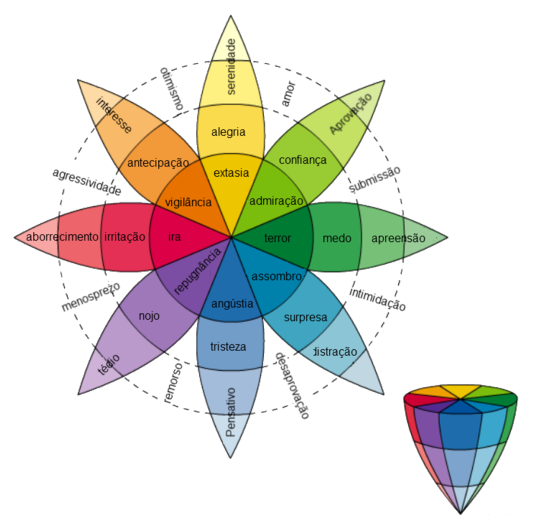 serenidade
otimismo
amor
interesse
Aprovação
alegria
antecipação
confiança
extasia
agressividade
submissão
vigilância
admiração
aborrecimento
irritação
ira
terror
medo
apreensão
repugnância
assombro
menosprezo
intimidação
angústia
nojo
surpresa
tristeza
tédio
distração
remorso
desaprovação
Pensativo